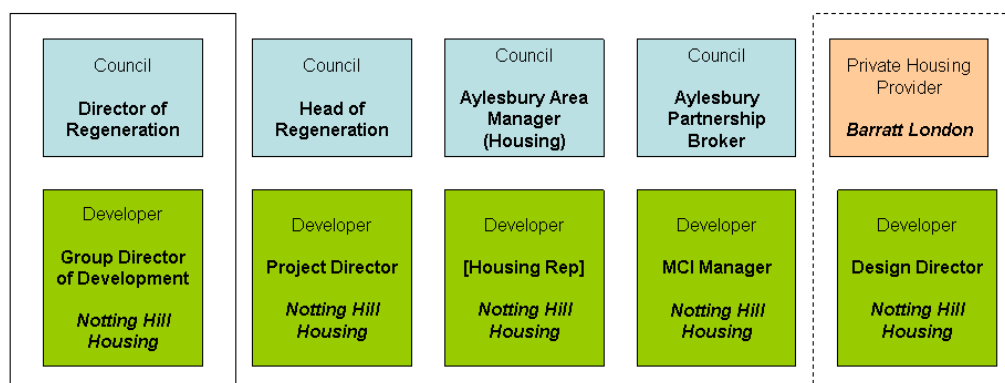 Council
Director of
Regeneration
Council
Head of
Regeneration
Council
Aylesbury Area
Manager
(Housing)
Council
Aylesbury
Partnership
Broker
Private Housing
Provider
Barratt London
Developer
Group Director
of Development
Notting Hill
Housing
Developer
Project Director
Notting Hill
Housing
Developer
[Housing Rep]
Notting Hill
Housing
Developer
MCI Manager
Notting Hill
Housing
Developer
Design Director
Notting Hill
Housing